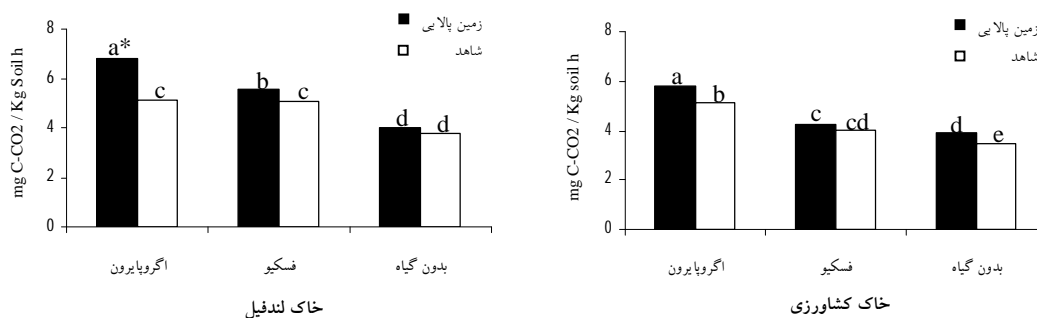 زمین پالایی
شاهد
mg C-CO2 / Kg Soil h
8
6
4
2
0
a*
c
b
c
d
d
اگروپایرون
فسکیو
بدون گیاه
خاک لندفیل
زمین پالایی
شاهد
mg C-CO2 / Kg soil h
8
6
4
2
0
a
b
c
cd
d
e
اگروپایرون
فسکیو
بدون گیاه
خاک کشاورزی